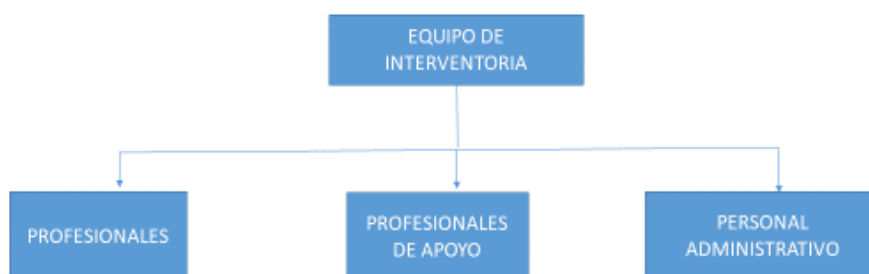 EQUIPO DE
INTERVENTORIA
PROFESIONALES
PROFESIONALES
DE APOYO
PERSONAL
ADMINISTRATIVO